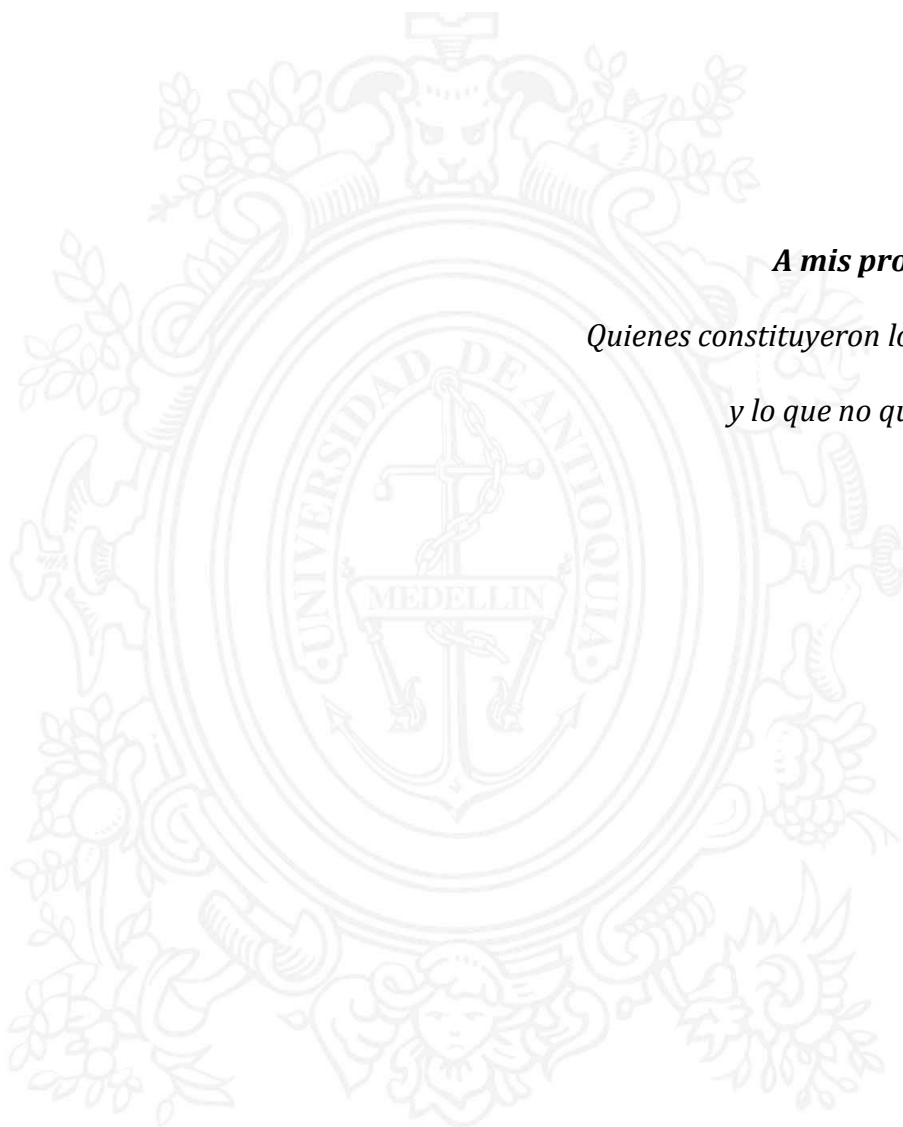 A mis pro
Quienes constituyeron lo
y lo que no qu
UNIVERSIDAD DE ANTIOQUIA
MEDELLIN